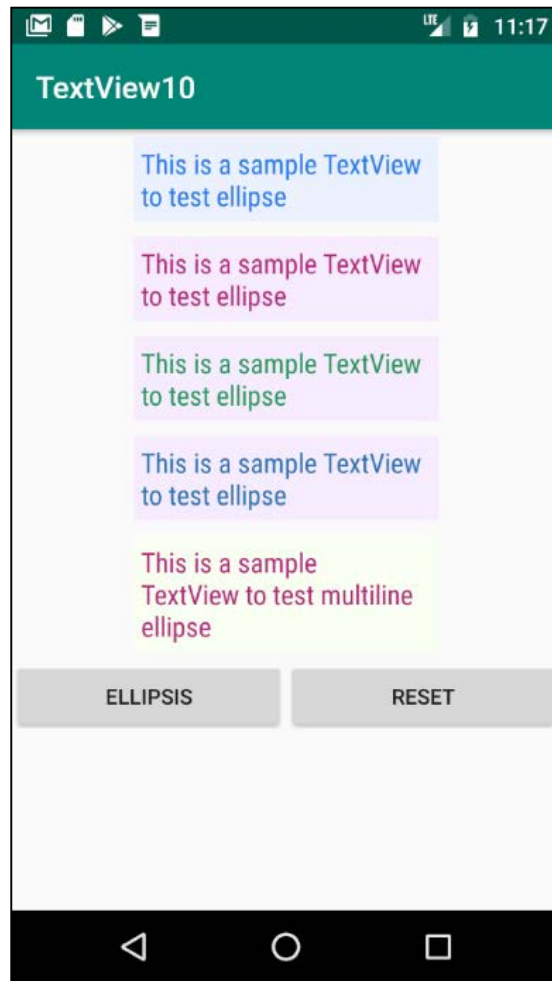 LTE 11:17
TextView10
This is a sample TextView
to test ellipse
This is a sample TextView
to test ellipse
This is a sample TextView
to test ellipse
This is a sample TextView
to test ellipse
This is a sample
TextView to test multiline
ellipse
ELLIPSIS RESET